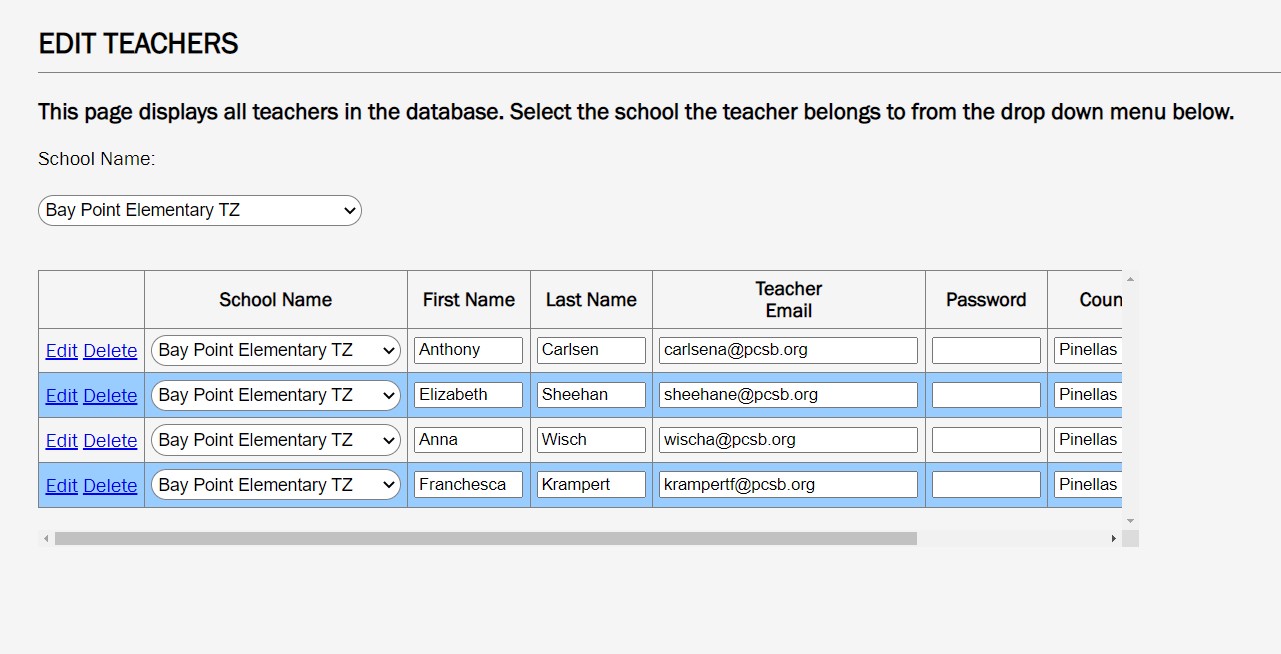 EDIT TEACHERS
This page displays all teachers in the database. Select the school the teacher belongs to from the drop down menu below.
School Name:
Bay Point Elementary TZ
School Name First Name Last Name Teacher Email Password Coun
Edit Delete Bay Point Elementary TZ Anthony Carlsen carlsena@pcsb.org Pinellas
Edit Delete Bay Point Elementary TZ Elizabeth Sheehan sheehane@pcsb.org Pinellas
Edit Delete Bay Point Elementary TZ Anna Wisch wischa@pcsb.org Pinellas
Edit Delete Bay Point Elementary TZ Franchesca Krampert krampertf@pcsb.org Pinellas